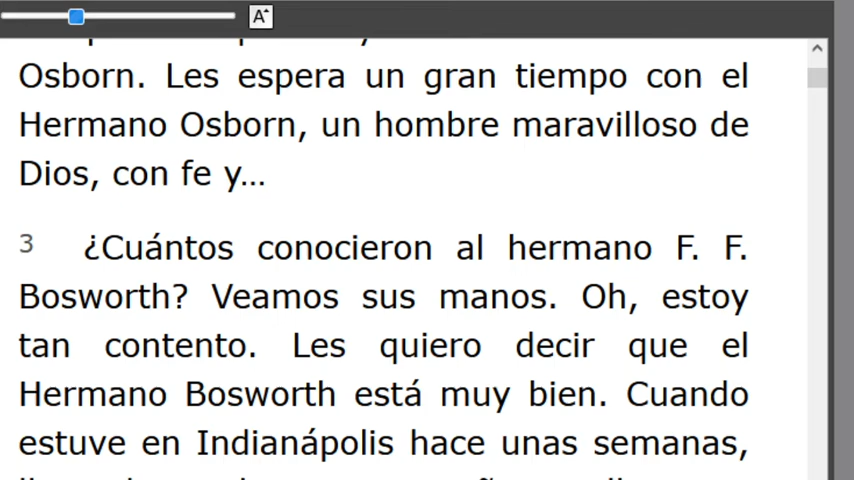 A
Osborn. Les espera un gran tiempo con el
Hermano Osborn, un hombre maravilloso de
Dios, con fe y…
3 ¿Cuántos conocieron al hermano F. F.
Bosworth? Veamos sus manos. Oh, estoy
tan contento. Les quiero decir que el
Hermano Bosworth está muy bien. Cuando
estuve en Indianápolis hace unas semanas,